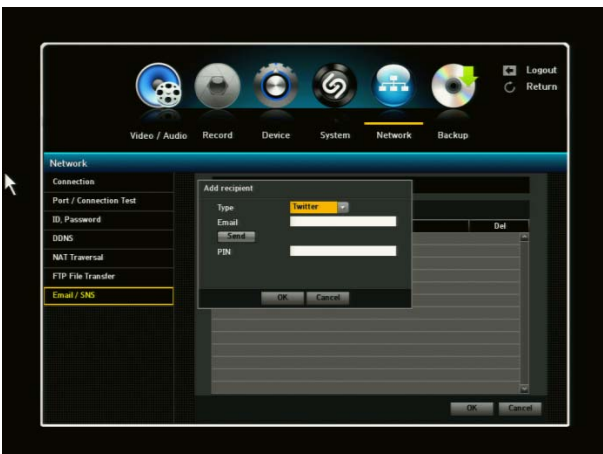 Logout
Return
Video / Audio Record Device System Network Backup
Network
Connection
Port / Connection Test
ID, Password
DDNS
NAT Traversal
FTP File Transfer
Email / SNS
Add recipient
Type Twitter
Email
Send
PIN
OK Cancel
Del
OK Cancel